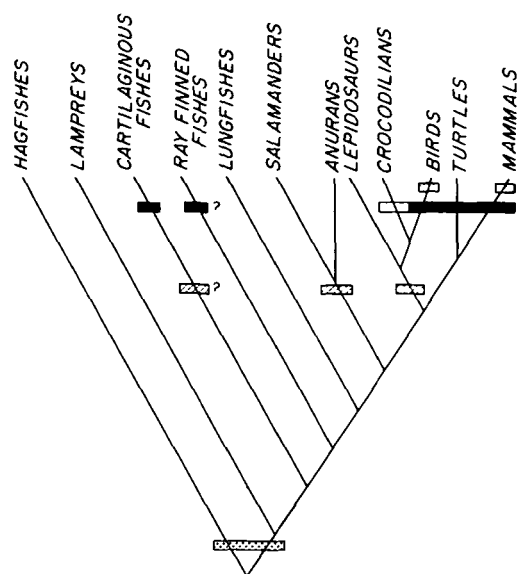 HAGFISHES
LAMPREYS
CARTILAGINOUS
FISHES
RAY FINNED
FISHES
LUNGFISHES
SALAMANDERS
ANURANS
LEPIDOSAURS
CROCODILIANS
BIRDS
TURTLES
MAMMALS
?
?